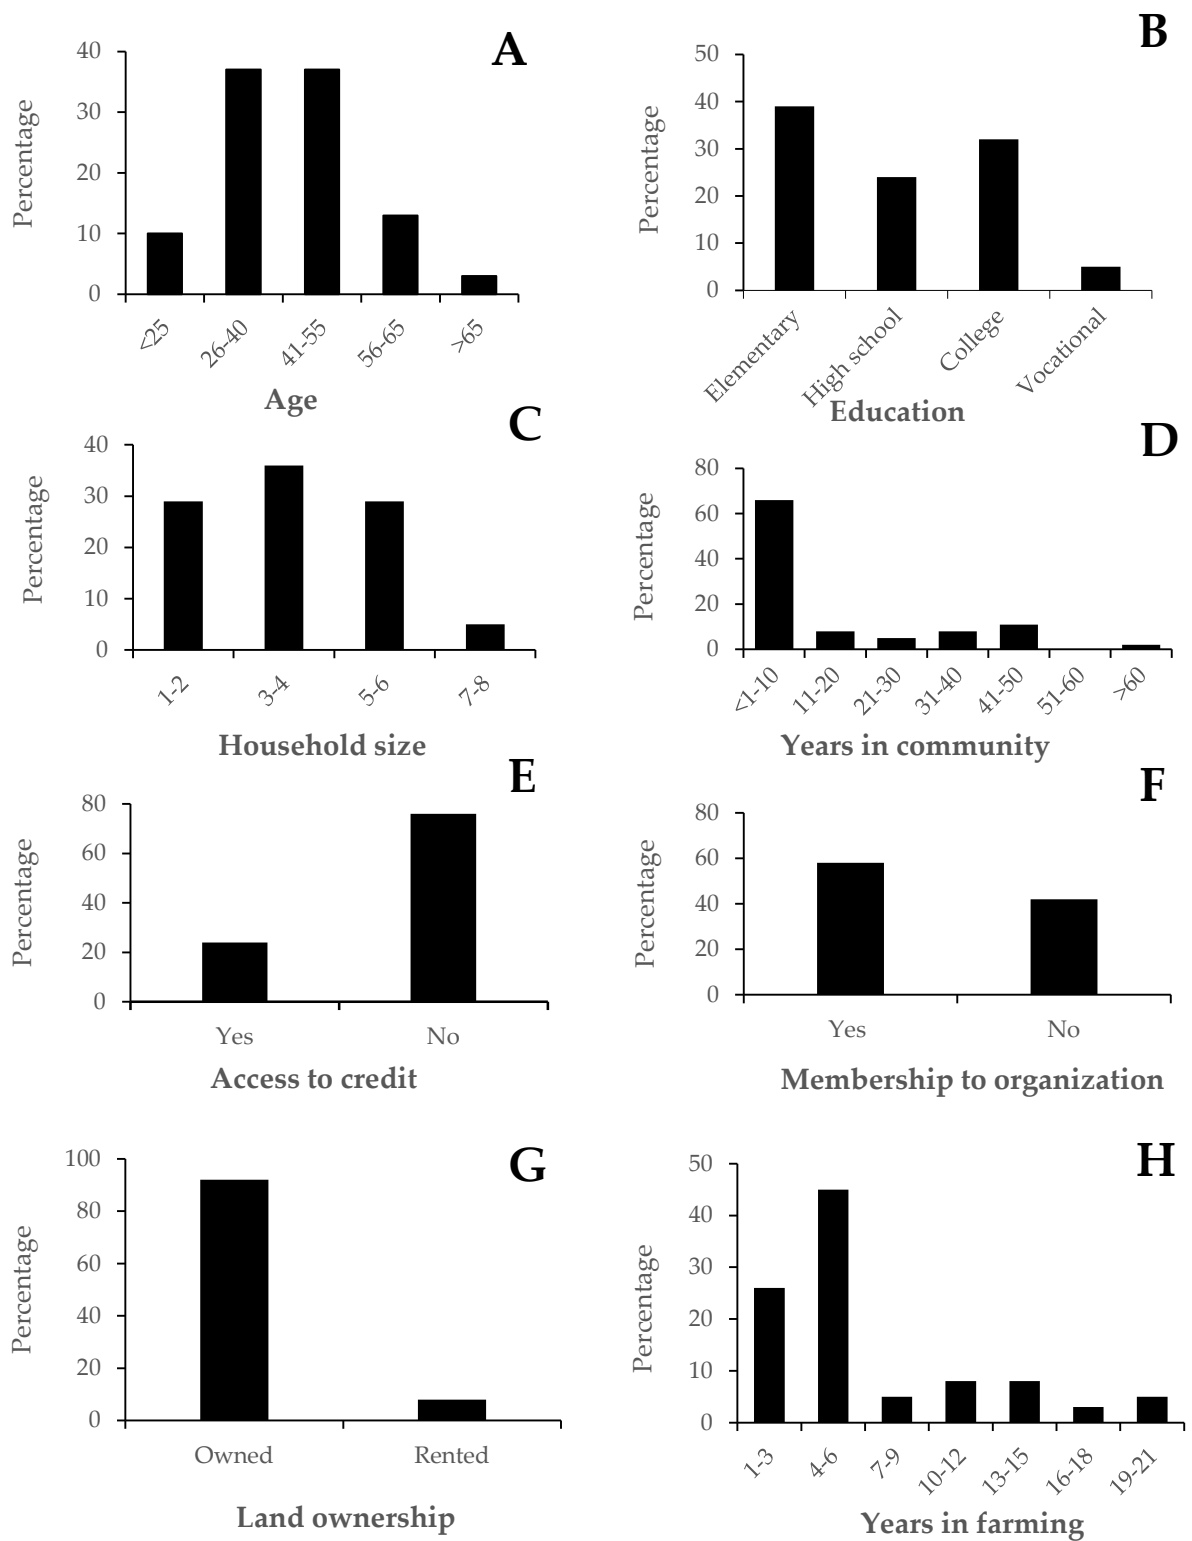 A
Percentage
40
30
20
10
0
<25
26-40
41-55
56-65
>65
Age
B
Percentage
50
40
30
20
10
0
Elementary
High school
College
Vocational
Education
C
Percentage
40
30
20
10
0
1-2
3-4
5-6
7-8
Household size
D
Percentage
80
60
40
20
0
<1-10
11-20
21-30
31-40
41-50
51-60
>60
Years in community
E
Percentage
80
60
40
20
0
Yes
No
Access to credit
F
Percentage
80
60
40
20
0
Yes
No
Membership to organization
G
Percentage
100
80
60
40
20
0
Owned
Rented
Land ownership
H
Percentage
50
40
30
20
10
0
1-3
4-6
7-9
10-12
13-15
16-18
19-21
Years in farming